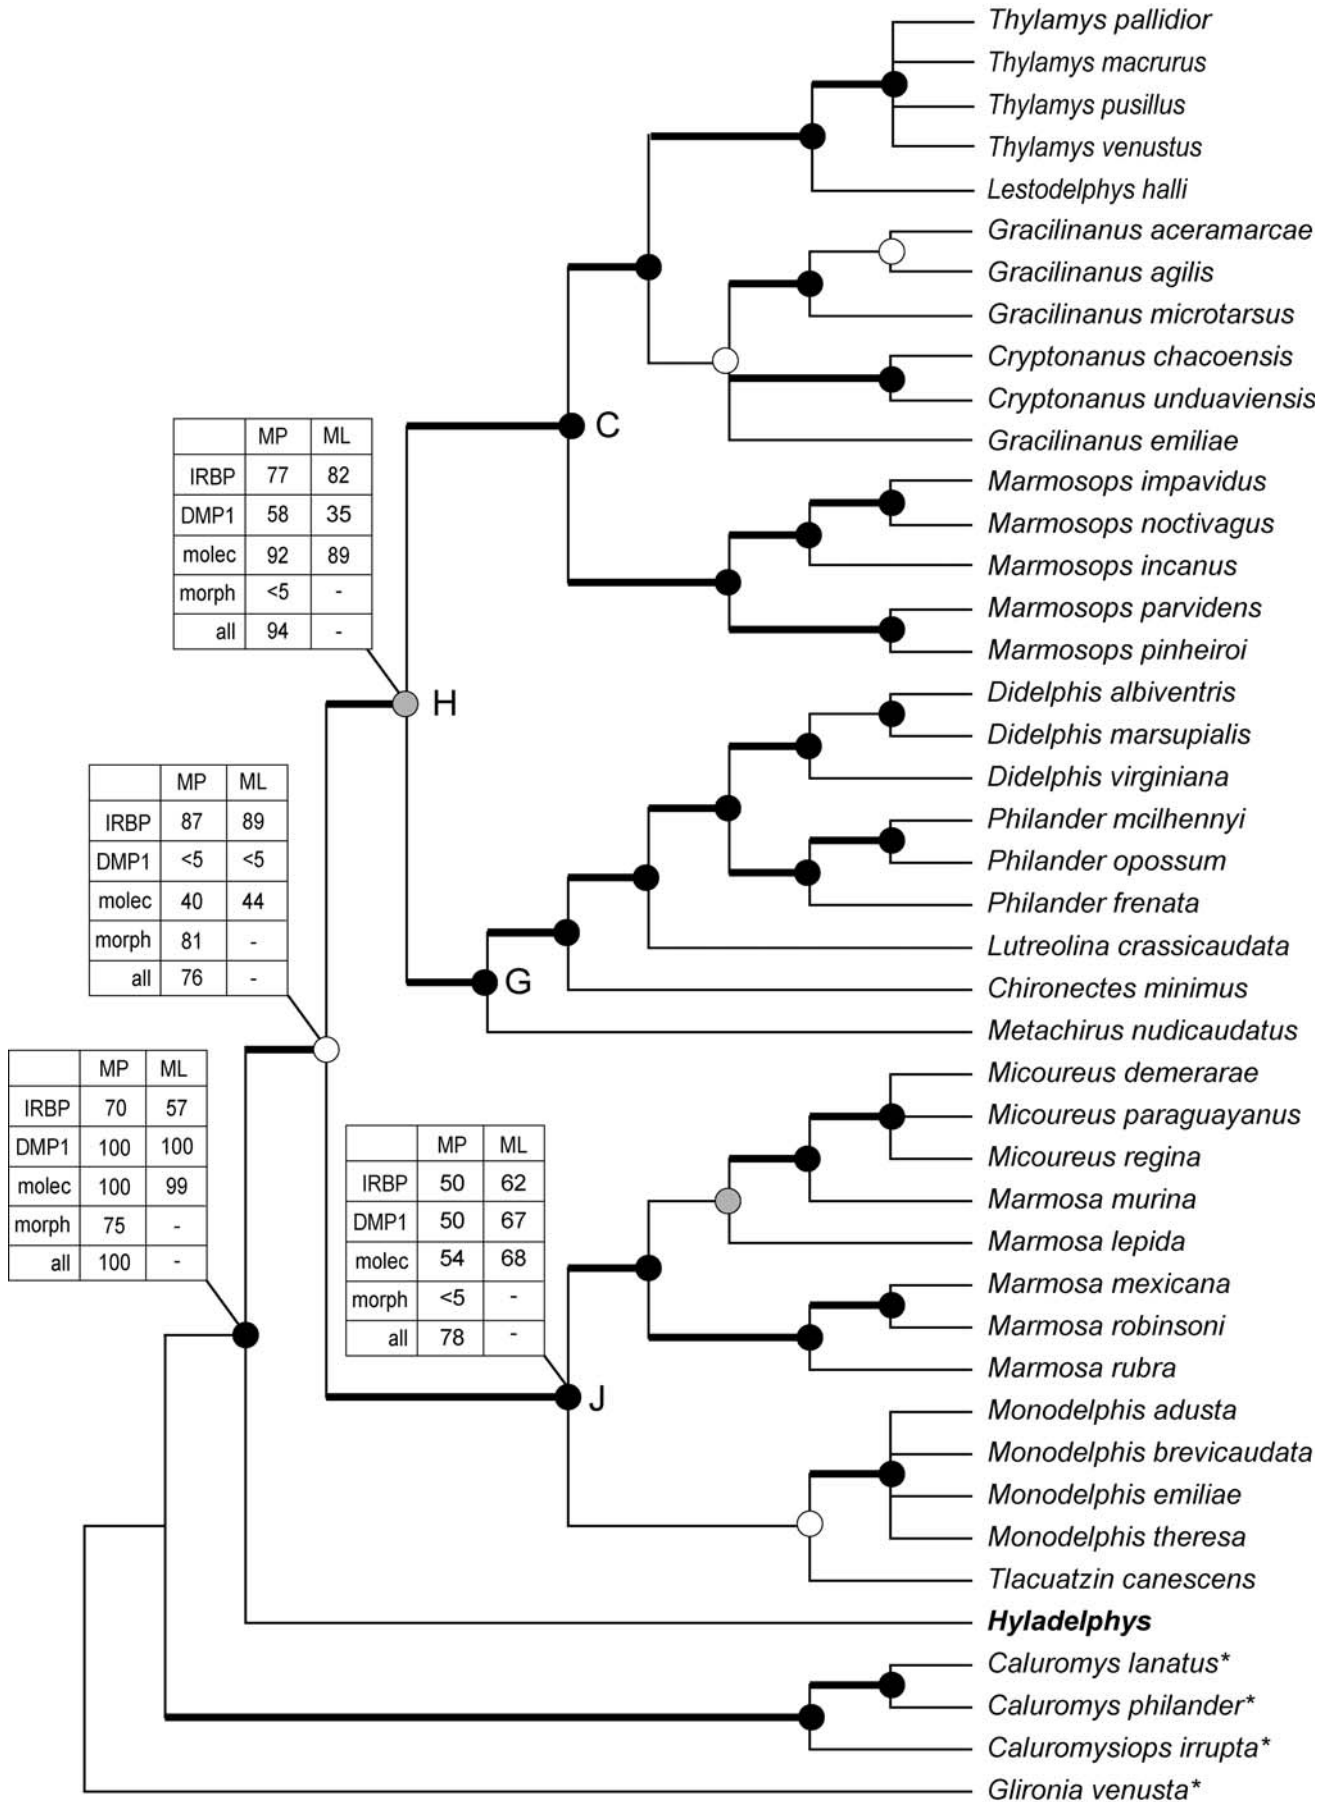 Thylamys pallidior
Thylamys macrurus
Thylamys pusillus
Thylamys venustus
Lestodelphys halli
Gracilinanus aceramarcae
Gracilinanus agilis
Gracilinanus microtarsus
Cryptonanus chacoensis
Cryptonanus unduaviensis
Gracilinanus emiliae
Marmosops impavidus
Marmosops noctivagus
Marmosops incanus
Marmosops parvidens
Marmosops pinheiroi
Didelphis albiventris
Didelphis marsupialis
Didelphis virginiana
Philander mcilhennyi
Philander opossum
Philander frenata
Lutreolina crassicaudata
Chironectes minimus
Metachirus nudicaudatus
Micoureus demerarae
Micoureus paraguayanus
Micoureus regina
Marmosa murina
Marmosa lepida
Marmosa mexicana
Marmosa robinsoni
Marmosa rubra
Monodelphis adusta
Monodelphis brevicaudata
Monodelphis emiliae
Monodelphis theresa
Tlacuatzin canescens
Hyladelphys
Caluromys lanatus*
Caluromys philander*
Caluromysiops irrupta*
Glironia venusta*
C
H
G
J
MP ML
IRBP 77 82
DMP1 58 35
molec 92 89
morph <5 -
all 94 -
MP ML
IRBP 87 89
DMP1 <5 <5
molec 40 44
morph 81 -
all 76 -
MP ML
IRBP 70 57
DMP1 100 100
molec 100 99
morph 75 -
all 100 -
MP ML
IRBP 50 62
DMP1 50 67
molec 54 68
morph <5 -
all 78 -